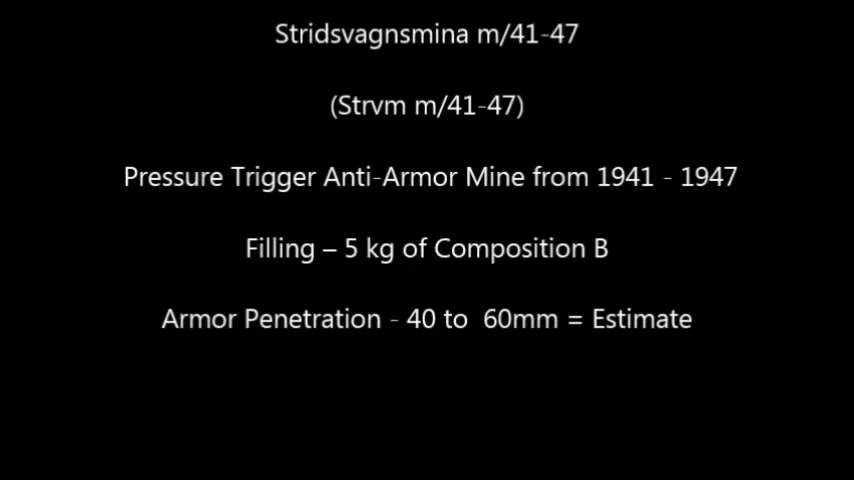 Stridsvagnsmina m/41-47
(Strvm m/41-47)
Pressure Trigger Anti-Armor Mine from 1941 - 1947
Filling – 5 kg of Composition B
Armor Penetration - 40 to  60mm = Estimate